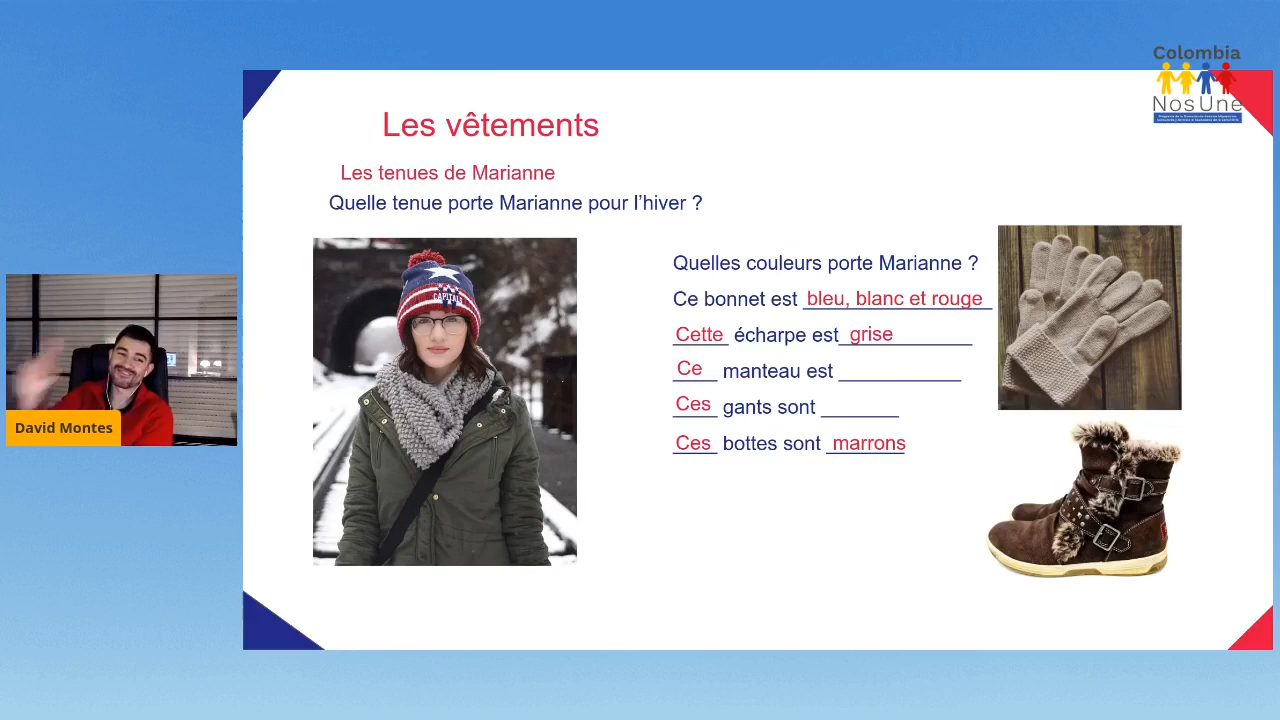 Colombia
Nos Une
Les vêtements
Les tenues de Marianne
Quelle tenue porte Marianne pour l'hiver ?
CAPITALS
Quelles couleurs porte Marianne ?
Ce bonnet est bleu, blanc et rouge
Cette écharpe est grise
Ce manteau est
Ces gants sont
Ces bottes sont marrons
David Montes